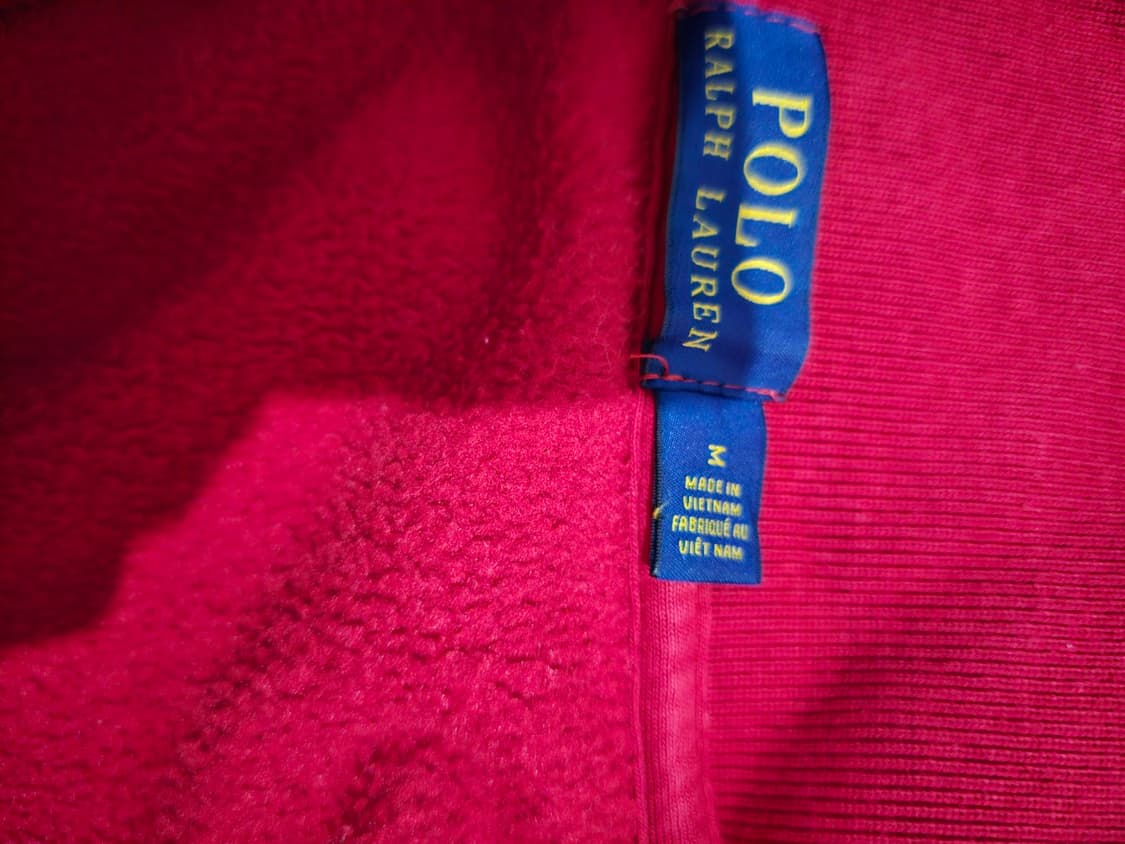 POLO
RALPH LAUREN
M
MADE IN
VIETNAM
FABRIQUÉ AU
VIÊT NAM